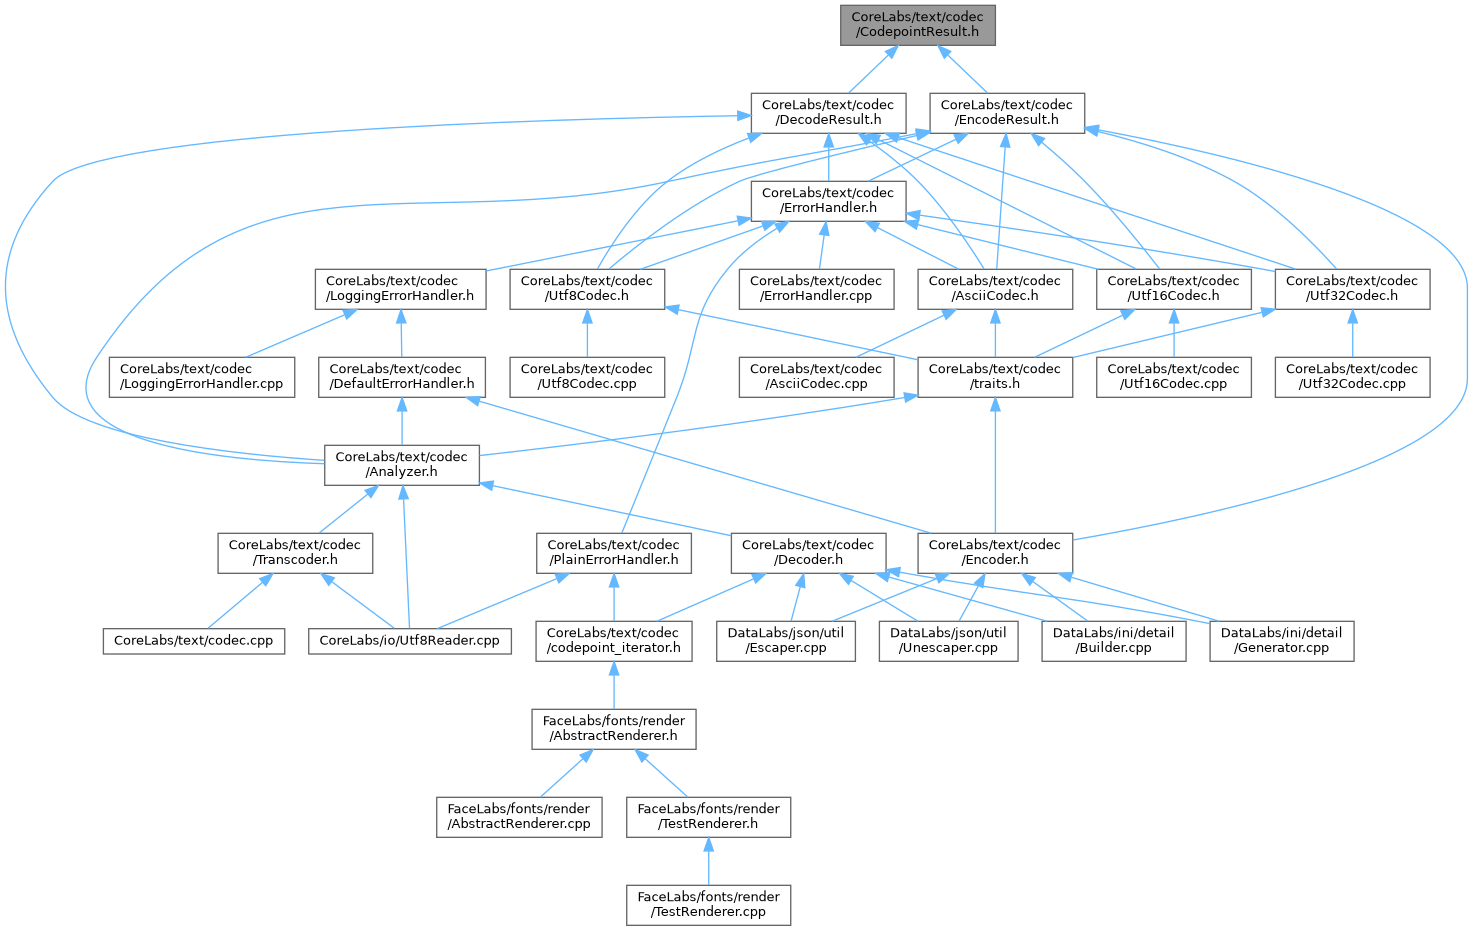 CoreLabs/text/codec
/CodepointResult.h
CoreLabs/text/codec
/DecodeResult.h
CoreLabs/text/codec
/EncodeResult.h
CoreLabs/text/codec
/ErrorHandler.h
CoreLabs/text/codec
/LoggingErrorHandler.h
CoreLabs/text/codec
/Utf8Codec.h
CoreLabs/text/codec
/ErrorHandler.cpp
CoreLabs/text/codec
/AsciiCodec.h
CoreLabs/text/codec
/Utf16Codec.h
CoreLabs/text/codec
/Utf32Codec.h
CoreLabs/text/codec
/LoggingErrorHandler.cpp
CoreLabs/text/codec
/DefaultErrorHandler.h
CoreLabs/text/codec
/Utf8Codec.cpp
CoreLabs/text/codec
/AsciiCodec.cpp
CoreLabs/text/codec
/traits.h
CoreLabs/text/codec
/Utf16Codec.cpp
CoreLabs/text/codec
/Utf32Codec.cpp
CoreLabs/text/codec
/Analyzer.h
CoreLabs/text/codec
/Transcoder.h
CoreLabs/text/codec
/PlainErrorHandler.h
CoreLabs/text/codec
/Decoder.h
CoreLabs/text/codec
/Encoder.h
CoreLabs/text/codec.cpp
CoreLabs/io/Utf8Reader.cpp
CoreLabs/text/codec
/codepoint_iterator.h
DataLabs/json/util
/Escaper.cpp
DataLabs/json/util
/Unescaper.cpp
DataLabs/ini/detail
/Builder.cpp
DataLabs/ini/detail
/Generator.cpp
FaceLabs/fonts/render
/AbstractRenderer.h
FaceLabs/fonts/render
/AbstractRenderer.cpp
FaceLabs/fonts/render
/TestRenderer.h
FaceLabs/fonts/render
/TestRenderer.cpp